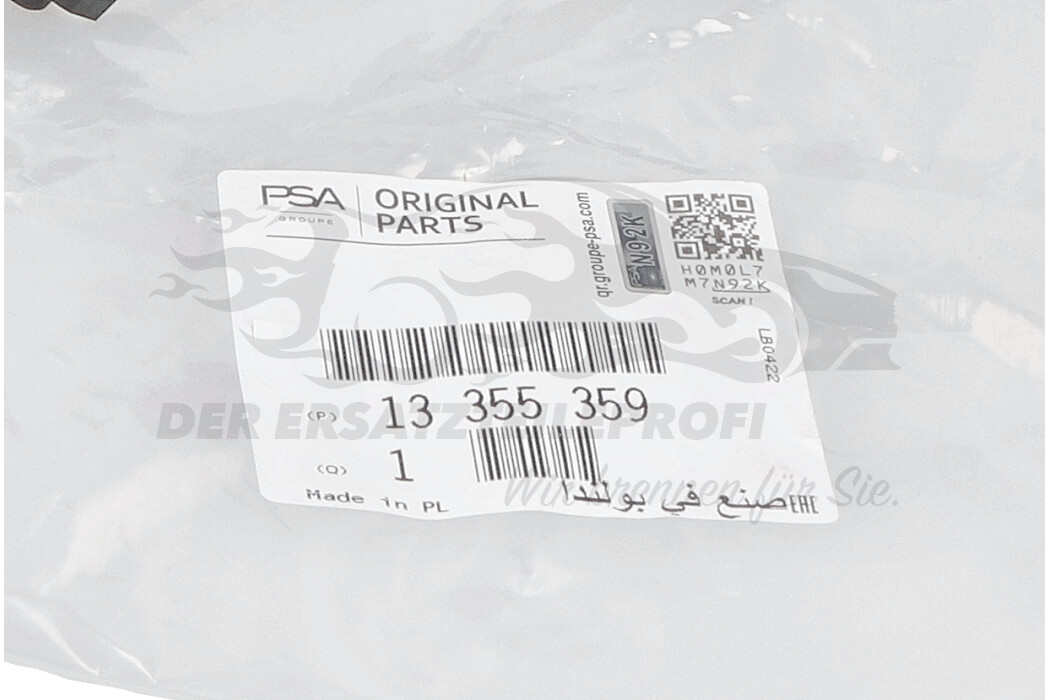 PSA
GROUPE
ORIGINAL
PARTS
qr.groupe-psa.com
N92K
H0M0L7
M7N92K
SCAN!
LB0422
(P) 13 355 359
DER ERSATZTEILEPROFI
(Q) 1
Wir brennen für Sie.
Made in PL
صنع في بولندا EAC